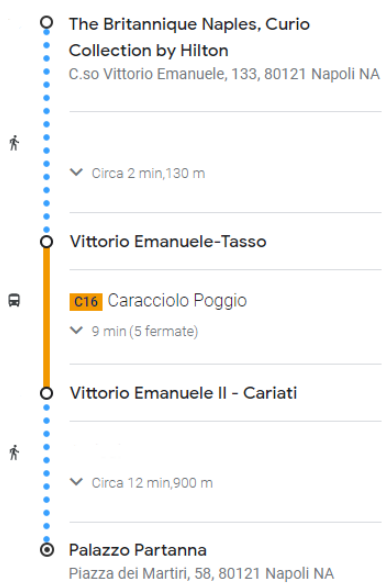 The Britannique Naples, Curio
Collection by Hilton
C.so Vittorio Emanuele, 133, 80121 Napoli NA
Circa 2 min,130 m
Vittorio Emanuele-Tasso
C16 Caracciolo Poggio
9 min (5 fermate)
Vittorio Emanuele II - Cariati
Circa 12 min,900 m
Palazzo Partanna
Piazza dei Martiri, 58, 80121 Napoli NA